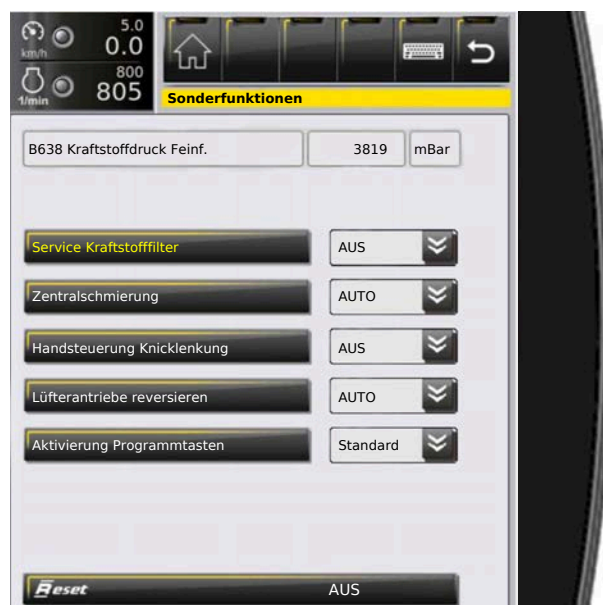 5.0
km/h 0.0
800
1/min 805
Sonderfunktionen
B638 Kraftstoffdruck Feinf. 3819 mBar
Service Kraftstofffilter AUS
Zentralschmierung AUTO
Handsteuerung Knicklenkung AUS
Lüfterantriebe reversieren AUTO
Aktivierung Programmtasten Standard
Reset AUS